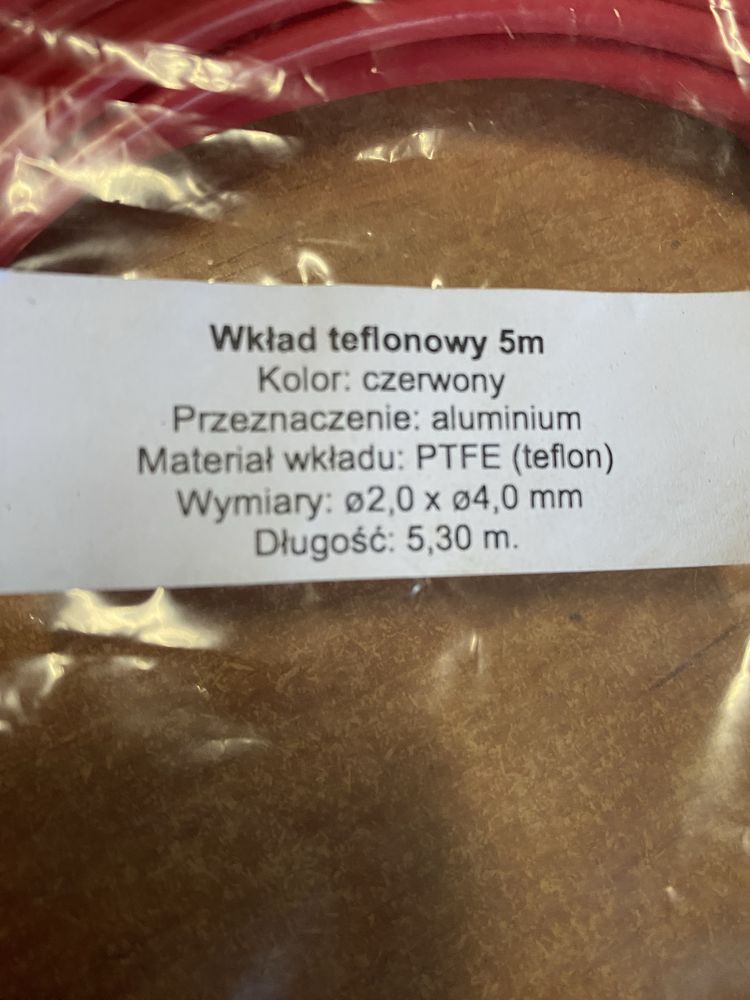 Wkład teflonowy 5m
Kolor: czerwony
Przeznaczenie: aluminium
Materiał wkładu: PTFE (teflon)
Wymiary: ø2,0 x ø4,0 mm
Długość: 5,30 m.